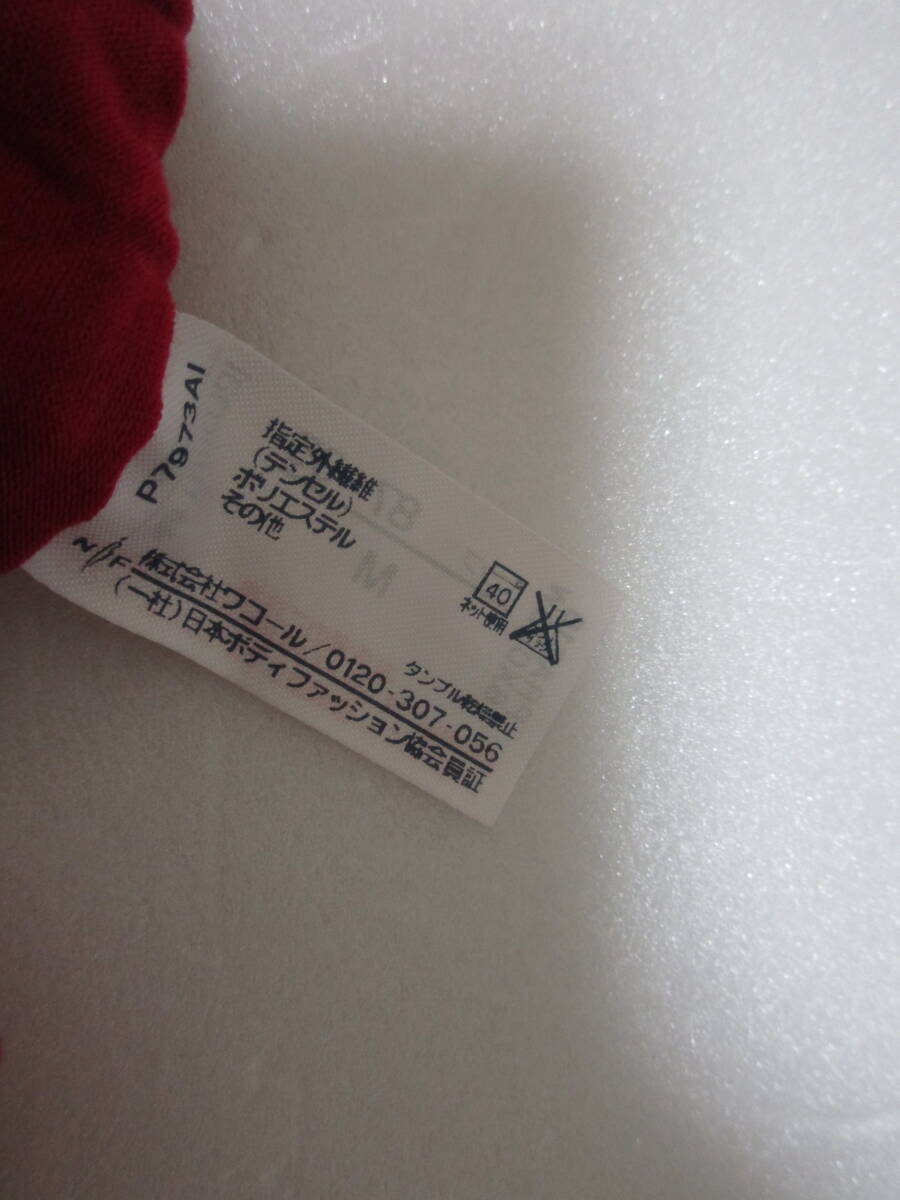 P7973A1
指定外繊維
(テンセル)
ポリエステル
その他
40
ネット使用
タンブル乾燥禁止
株式会社ワコール/0120-307-056
(一社)日本ボディファッション協会員証
M